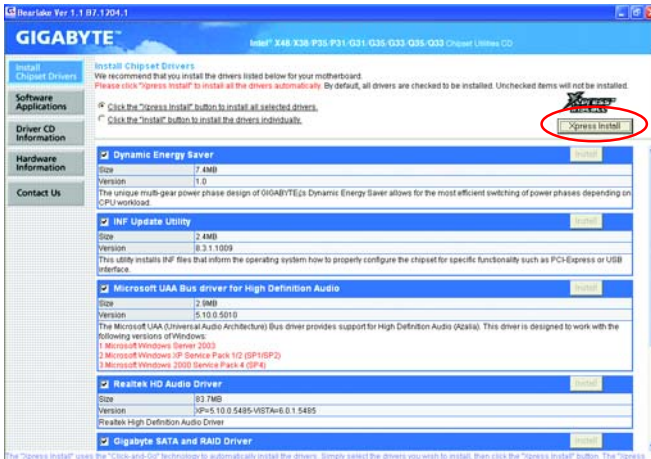 Bearlake Ver 1.1 B7.1204.1
GIGABYTE™
Intel® X48/X38/P35/P31/G31/G35/G33/Q35/Q33 Chipset Utilities CD
Install
Chipset Drivers
Software
Applications
Driver CD
Information
Hardware
Information
Contact Us
Install Chipset Drivers
We recommend that you install the drivers listed below for your motherboard.
Please click "Xpress Install" to install all the drivers automatically. By default, all drivers are checked to be installed. Unchecked items will not be installed.
Click the "Xpress Install" button to install all selected drivers.
Click the "Install" button to install the drivers individually.
Xpress
Xpress Install
Dynamic Energy Saver
Install
Size 7.4MB
Version 1.0
The unique multi-gear power phase design of GIGABYTE¡¦s Dynamic Energy Saver allows for the most efficient switching of power phases depending on
CPU workload.
INF Update Utility
Install
Size 2.4MB
Version 8.3.1.1009
This utility installs INF files that inform the operating system how to properly configure the chipset for specific functionality such as PCI-Express or USB
interface.
Microsoft UAA Bus driver for High Definition Audio
Install
Size 2.9MB
Version 5.10.0.5010
The Microsoft UAA (Universal Audio Architecture) Bus driver provides support for High Definition Audio (Azalia). This driver is designed to work with the
following versions of Windows:
1.Microsoft Windows Server 2003
2.Microsoft Windows XP Service Pack 1/2 (SP1/SP2)
3.Microsoft Windows 2000 Service Pack 4 (SP4)
Realtek HD Audio Driver
Install
Size 83.7MB
Version XP=5.10.0.5485-VISTA=6.0.1.5485
Realtek High Definition Audio Driver
Gigabyte SATA and RAID Driver
Install
The "Xpress Install" uses the "Click-and-Go" technology to automatically install the drivers. Simply select the drivers you wish to install, then click the "Xpress Install" button. The "Xpress